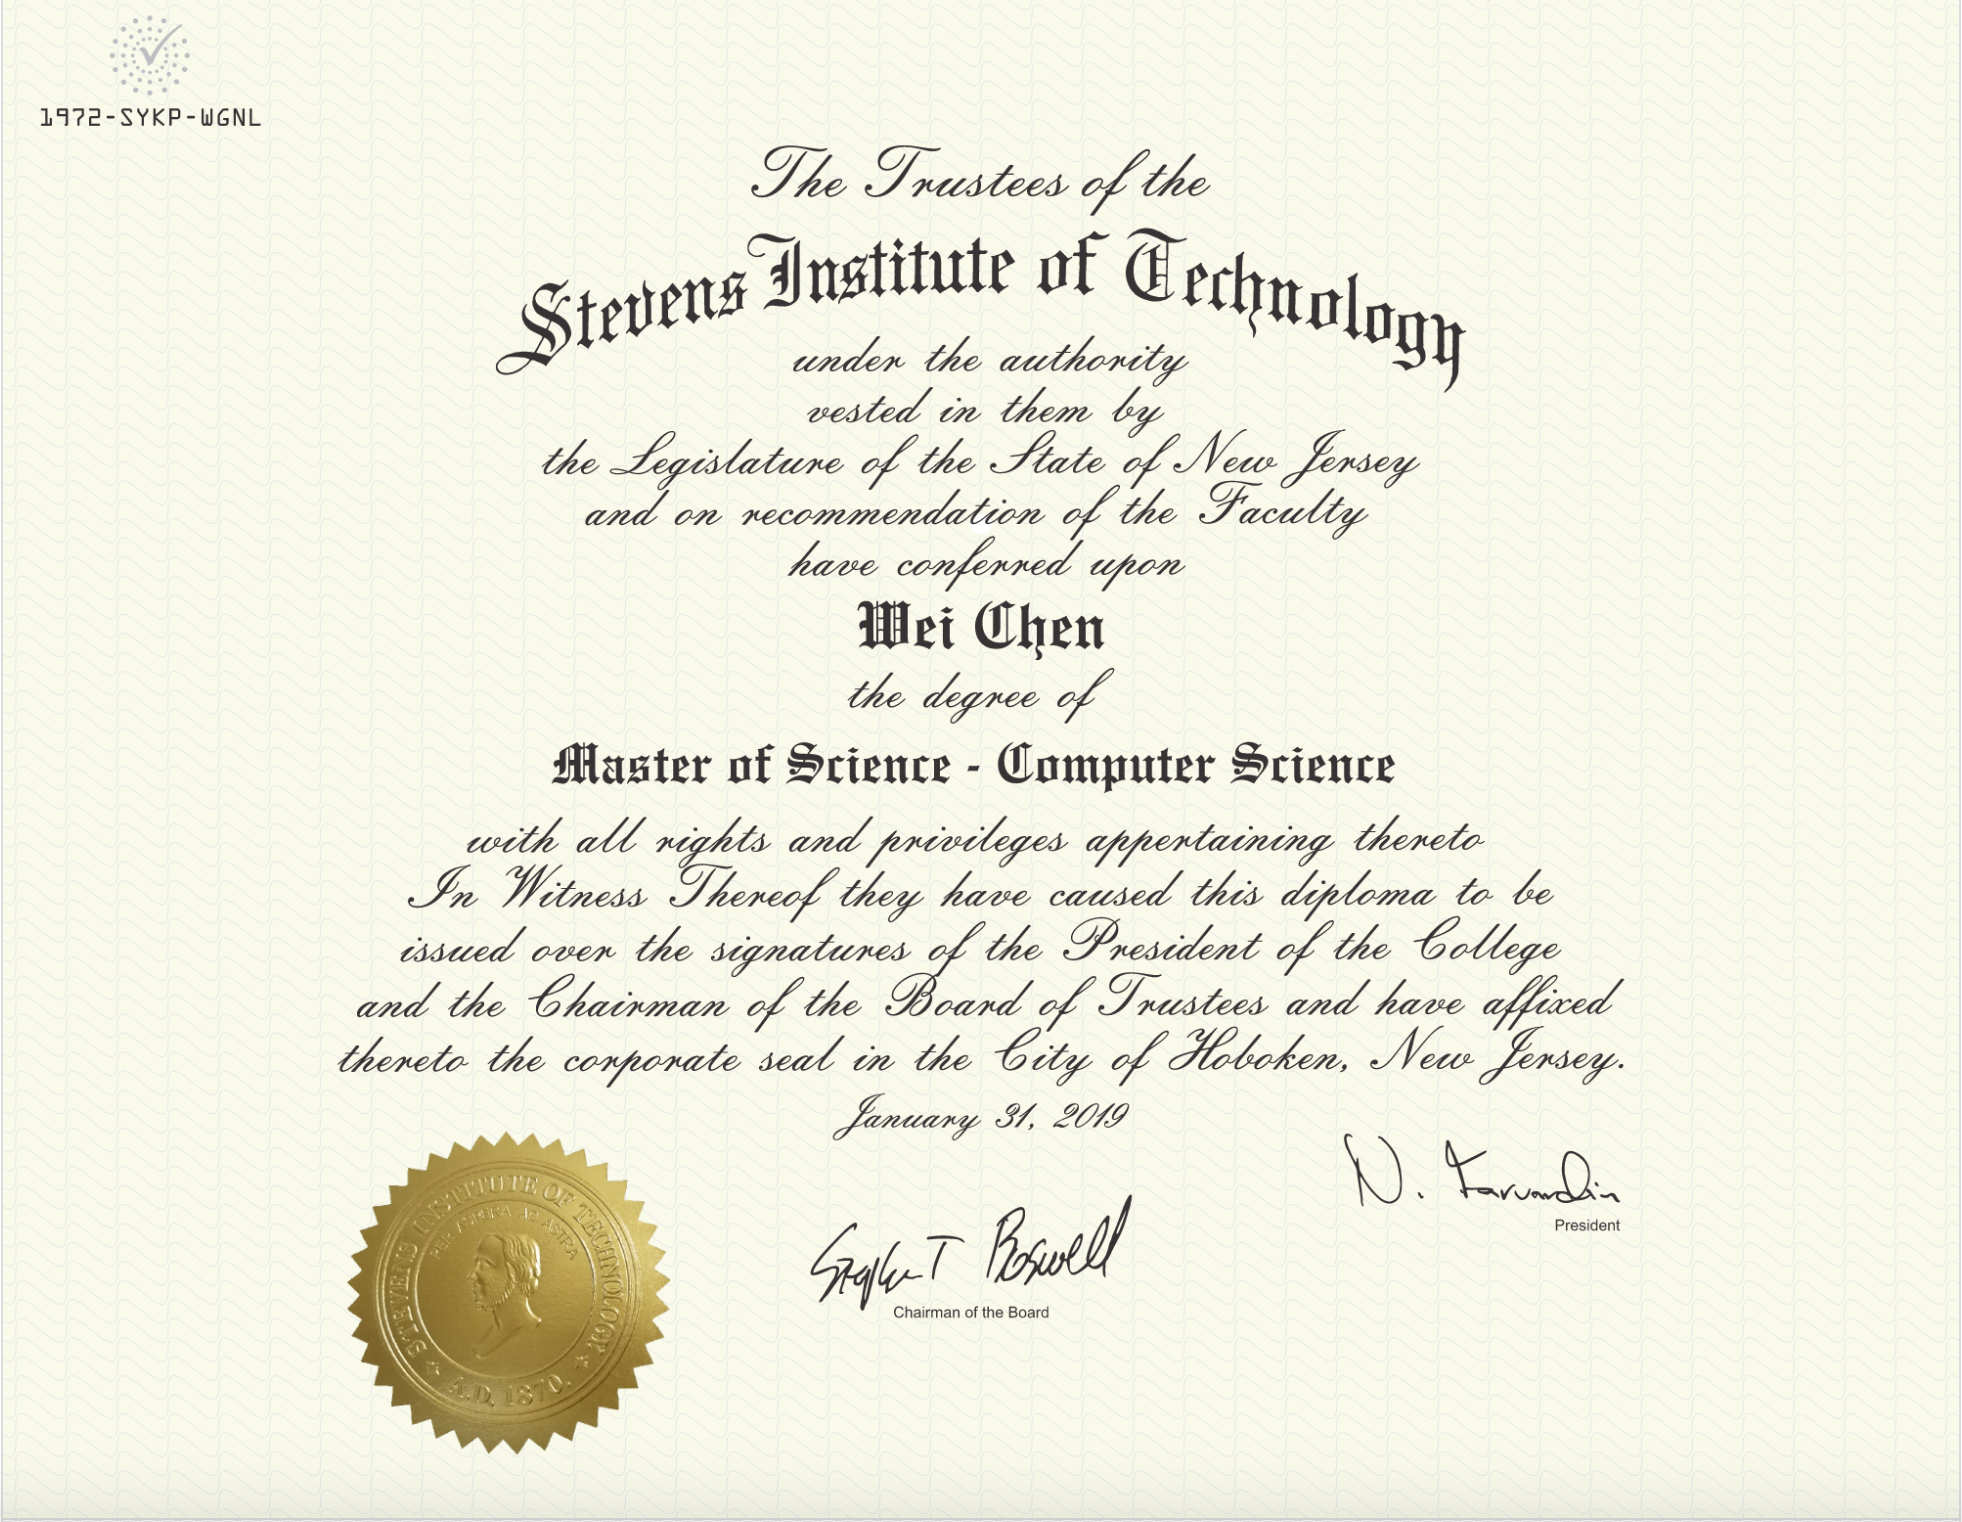 1972-SYKP-WGNL
The Trustees of the
Stevens Institute of Technology
under the authority
vested in them by
the Legislature of the State of New Jersey
and on recommendation of the Faculty
have conferred upon
Wei Chen
the degree of
Master of Science - Computer Science
with all rights and privileges appertaining thereto
In Witness Thereof they have caused this diploma to be
issued over the signatures of the President of the College
and the Chairman of the Board of Trustees and have affixed
thereto the corporate seal in the City of Hoboken, New Jersey.
January 31, 2019
STEVENS INSTITUTE OF TECHNOLOGY
PER ASPERA AD ASTRA
A.D. 1870.
Stephen T Boswell
Chairman of the Board
N. Farvardin
President